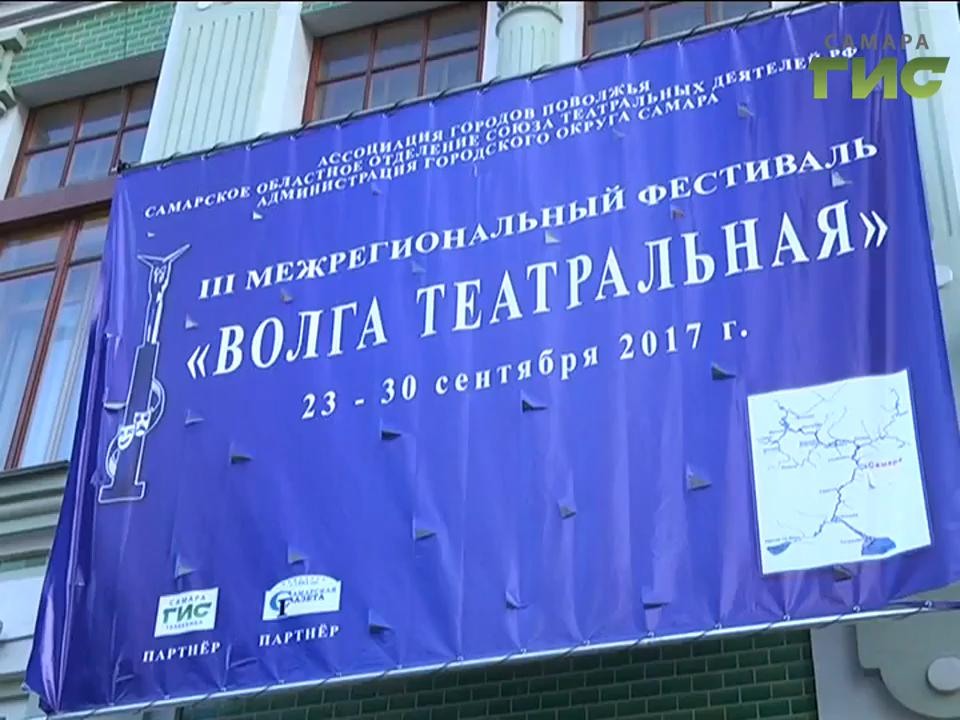 САМАРА
ГИС
АССОЦИАЦИЯ ГОРОДОВ ПОВОЛЖЬЯ
САМАРСКОЕ ОБЛАСТНОЕ ОТДЕЛЕНИЕ СОЮЗА ТЕАТРАЛЬНЫХ ДЕЯТЕЛЕЙ РФ
АДМИНИСТРАЦИЯ ГОРОДСКОГО ОКРУГА САМАРА
III МЕЖРЕГИОНАЛЬНЫЙ ФЕСТИВАЛЬ
«ВОЛГА ТЕАТРАЛЬНАЯ»
23 - 30 сентября 2017 г.
Самара
САМАРА
ГИС
ПАРТНЁР
САМАРСКАЯ
ГАЗЕТА
ПАРТНЁР